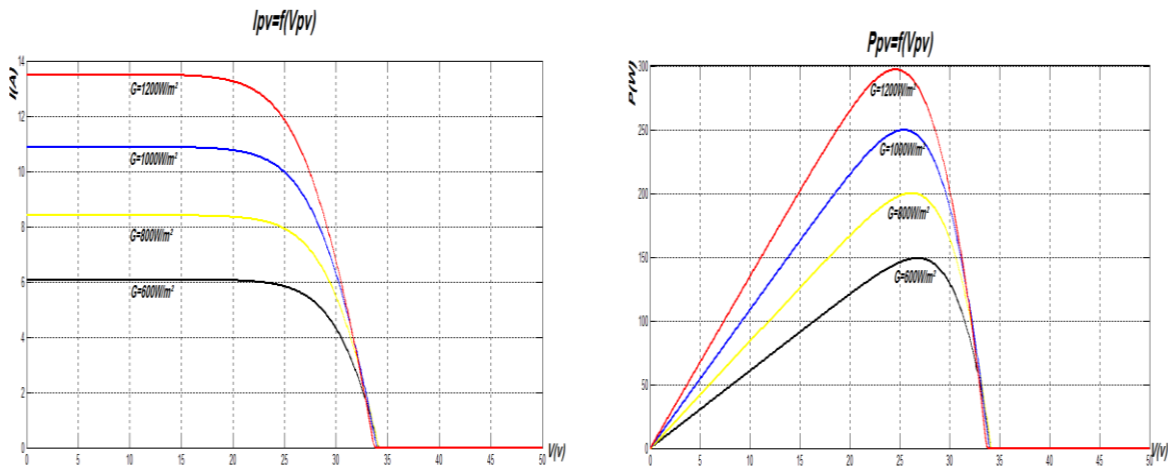 Ipv=f(Vpv)
I(A)
14
12
10
8
6
4
2
0
G=1200W/m²
G=1000W/m²
G=800W/m²
G=600W/m²
0 5 10 15 20 25 30 35 40 45 50
V(v)
Ppv=f(Vpv)
P(W)
300
250
200
150
100
50
0
G=1200W/m²
G=1000W/m²
G=800W/m²
G=600W/m²
0 5 10 15 20 25 30 35 40 45 50
V(v)